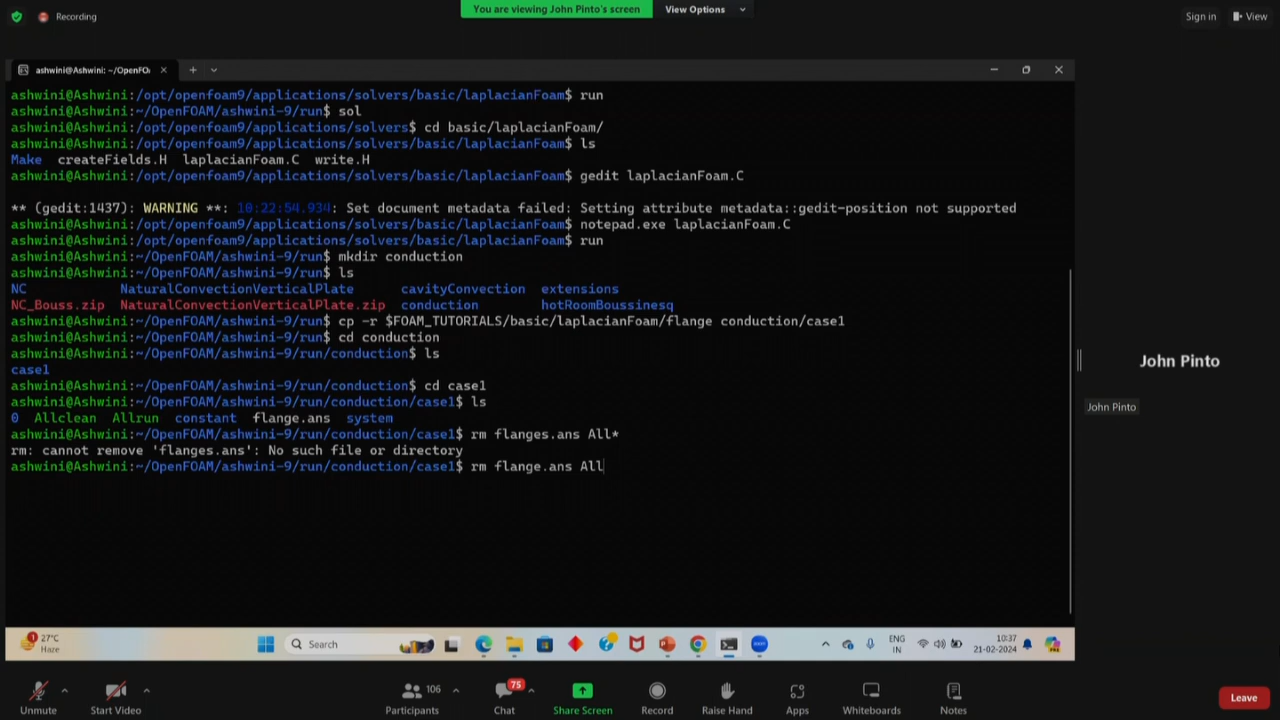 Recording
You are viewing John Pinto's screen
View Options
Sign in
View
ashwini@Ashwini: ~/OpenFO
ashwini@Ashwini:/opt/openfoam9/applications/solvers/basic/laplacianFoam$ run
ashwini@Ashwini:~/OpenFOAM/ashwini-9/run$ sol
ashwini@Ashwini:/opt/openfoam9/applications/solvers$ cd basic/laplacianFoam/
ashwini@Ashwini:/opt/openfoam9/applications/solvers/basic/laplacianFoam$ ls
Make createFields.H laplacianFoam.C write.H
ashwini@Ashwini:/opt/openfoam9/applications/solvers/basic/laplacianFoam$ gedit laplacianFoam.C
** (gedit:1437): WARNING **: 10:22:54.934: Set document metadata failed: Setting attribute metadata::gedit-position not supported
ashwini@Ashwini:/opt/openfoam9/applications/solvers/basic/laplacianFoam$ notepad.exe laplacianFoam.C
ashwini@Ashwini:/opt/openfoam9/applications/solvers/basic/laplacianFoam$ run
ashwini@Ashwini:~/OpenFOAM/ashwini-9/run$ mkdir conduction
ashwini@Ashwini:~/OpenFOAM/ashwini-9/run$ ls
NC NaturalConvectionVerticalPlate cavityConvection extensions
NC_Bouss.zip NaturalConvectionVerticalPlate.zip conduction hotRoomBoussinesq
ashwini@Ashwini:~/OpenFOAM/ashwini-9/run$ cp -r $FOAM_TUTORIALS/basic/laplacianFoam/flange conduction/case1
ashwini@Ashwini:~/OpenFOAM/ashwini-9/run$ cd conduction
ashwini@Ashwini:~/OpenFOAM/ashwini-9/run/conduction$ ls
case1
ashwini@Ashwini:~/OpenFOAM/ashwini-9/run/conduction$ cd case1
ashwini@Ashwini:~/OpenFOAM/ashwini-9/run/conduction/case1$ ls
0 Allclean Allrun constant flange.ans system
ashwini@Ashwini:~/OpenFOAM/ashwini-9/run/conduction/case1$ rm flanges.ans All*
rm: cannot remove 'flanges.ans': No such file or directory
ashwini@Ashwini:~/OpenFOAM/ashwini-9/run/conduction/case1$ rm flange.ans All
John Pinto
John Pinto
1
27°C
Haze
Search
ENG
IN
10:37
21-02-2024
Unmute
Start Video
106
Participants
75
Chat
Share Screen
Record
Raise Hand
Apps
Whiteboards
Notes
Leave